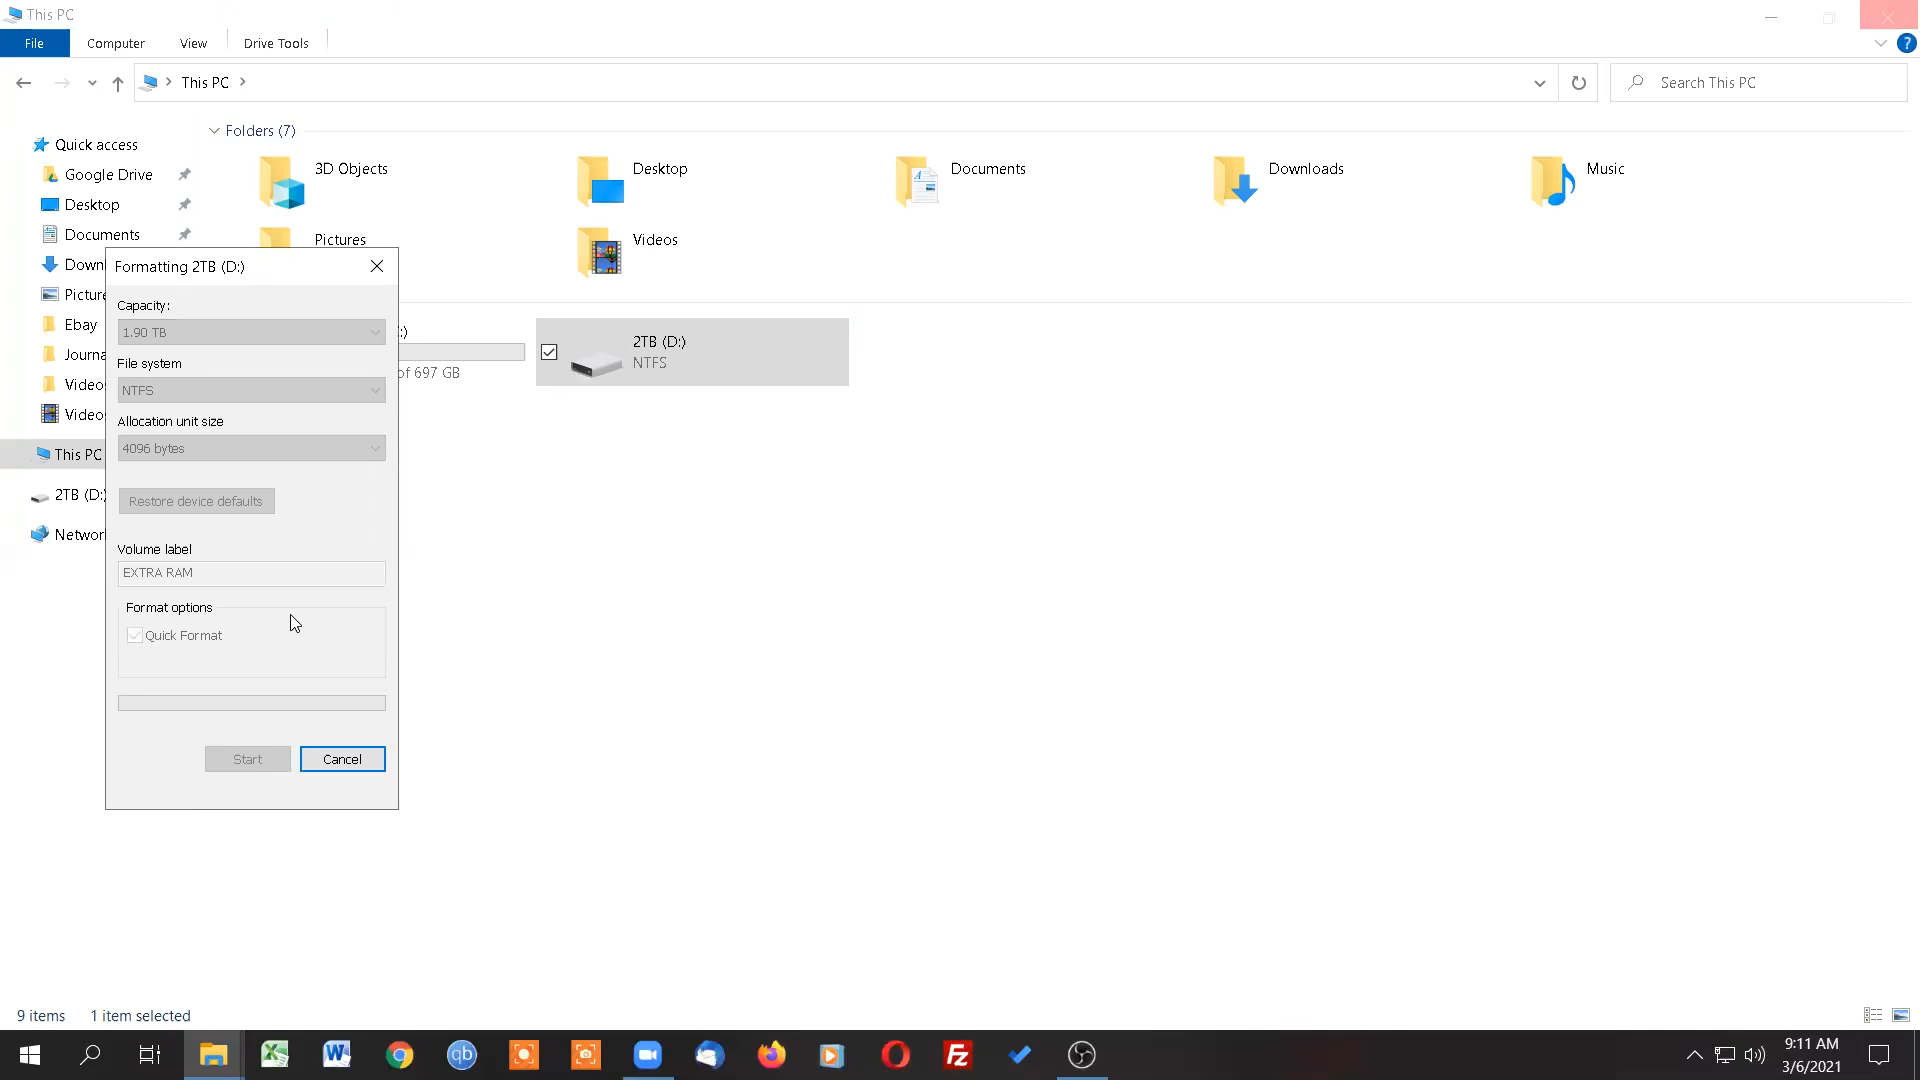 This PC
File
Computer
View
Drive Tools
?
This PC
Search This PC
Folders (7)
Quick access
Google Drive
Desktop
Documents
Down
Picture
Ebay
Journa
Video
Video
This PC
2TB (D:)
Networ
3D Objects
Desktop
Documents
Downloads
Music
Pictures
Videos
:)
of 697 GB
2TB (D:)
NTFS
Formatting 2TB (D:)
Capacity:
1.90 TB
File system
NTFS
Allocation unit size
4096 bytes
Restore device defaults
Volume label
EXTRA RAM
Format options
Quick Format
Start
Cancel
9 items
1 item selected
qb
FZ
9:11 AM
3/6/2021